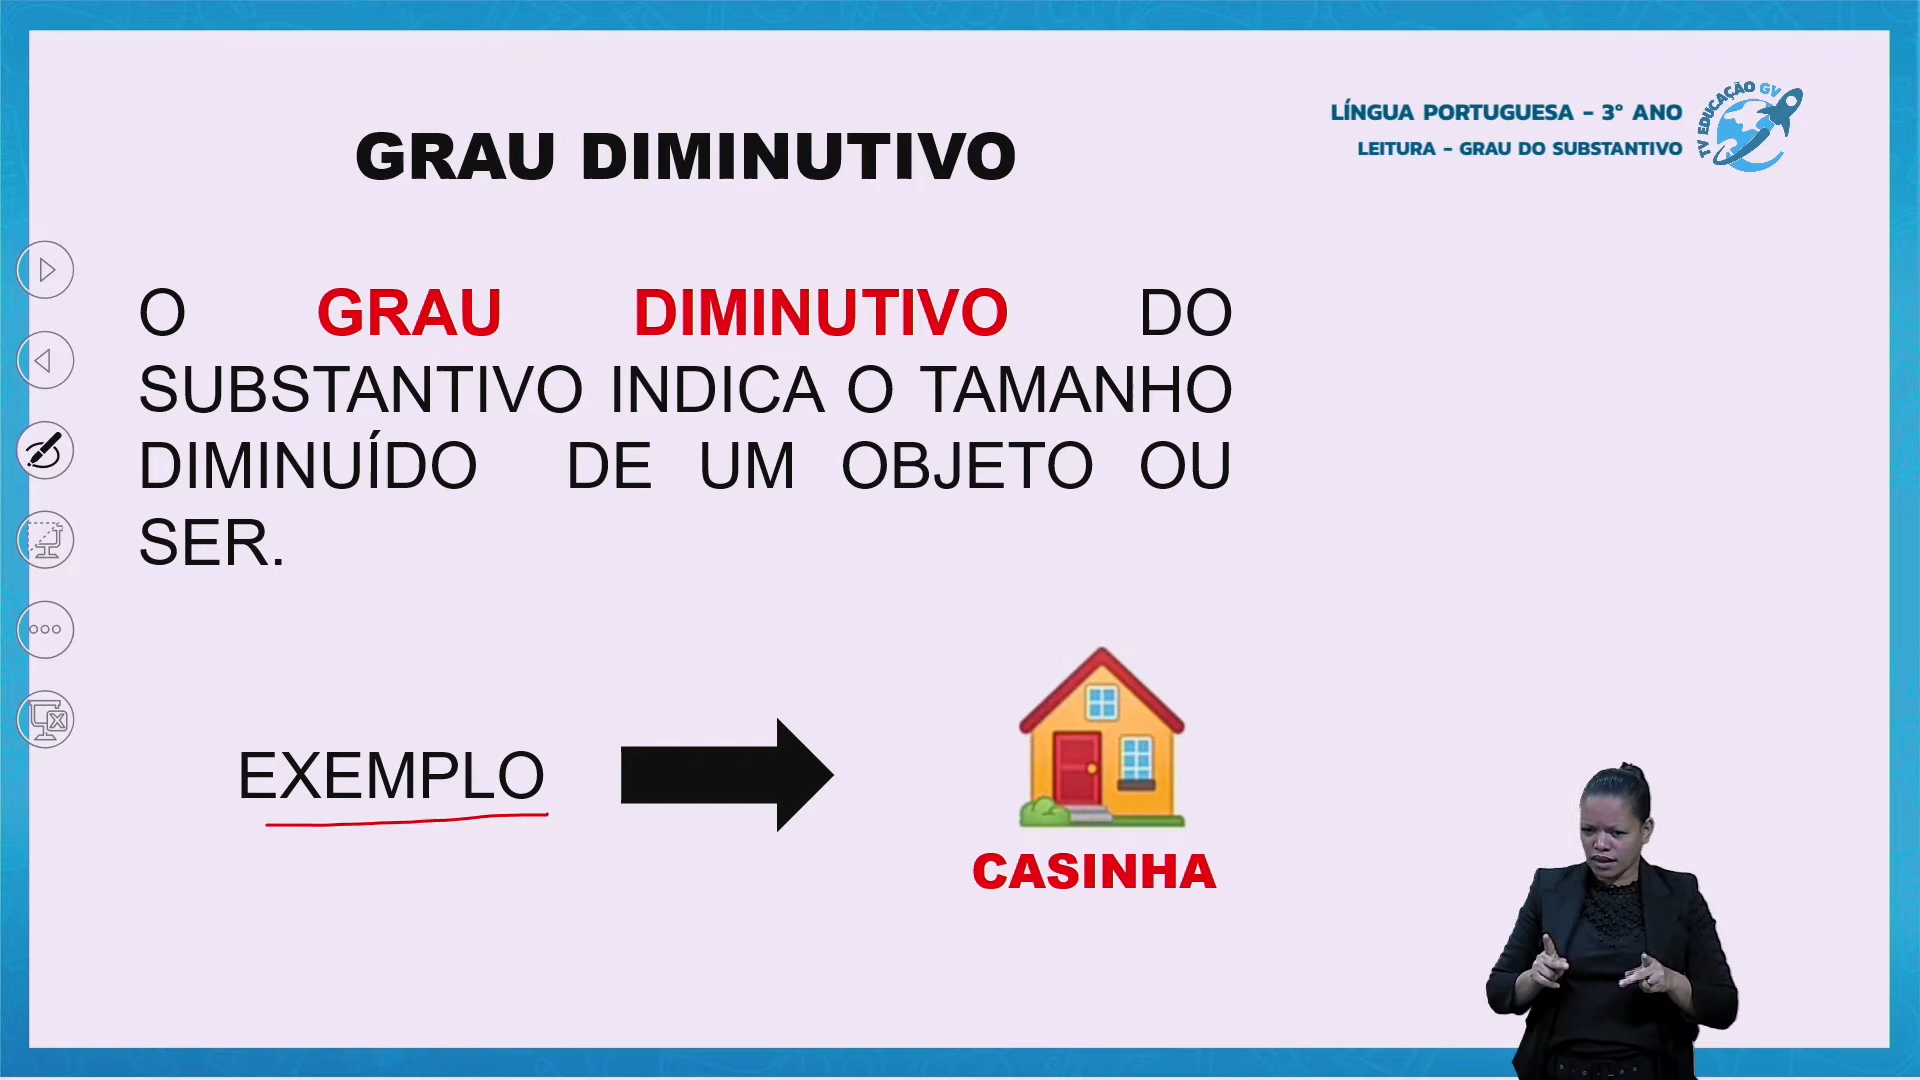 LÍNGUA PORTUGUESA - 3° ANO
LEITURA - GRAU DO SUBSTANTIVO
TV EDUCAÇÃO GV
GRAU DIMINUTIVO
O GRAU DIMINUTIVO DO
SUBSTANTIVO INDICA O TAMANHO
DIMINUÍDO DE UM OBJETO OU
SER.
EXEMPLO
CASINHA